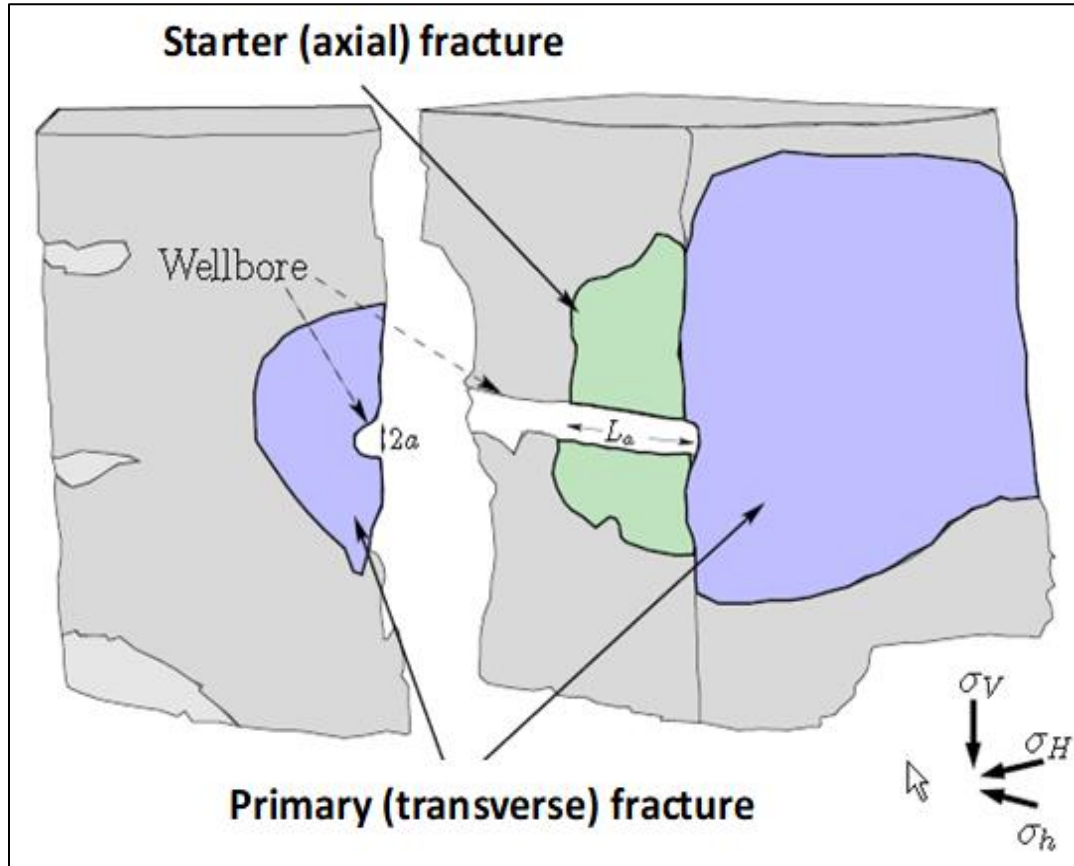 Starter (axial) fracture
Wellbore
2a
La
σV
σH
σh
Primary (transverse) fracture